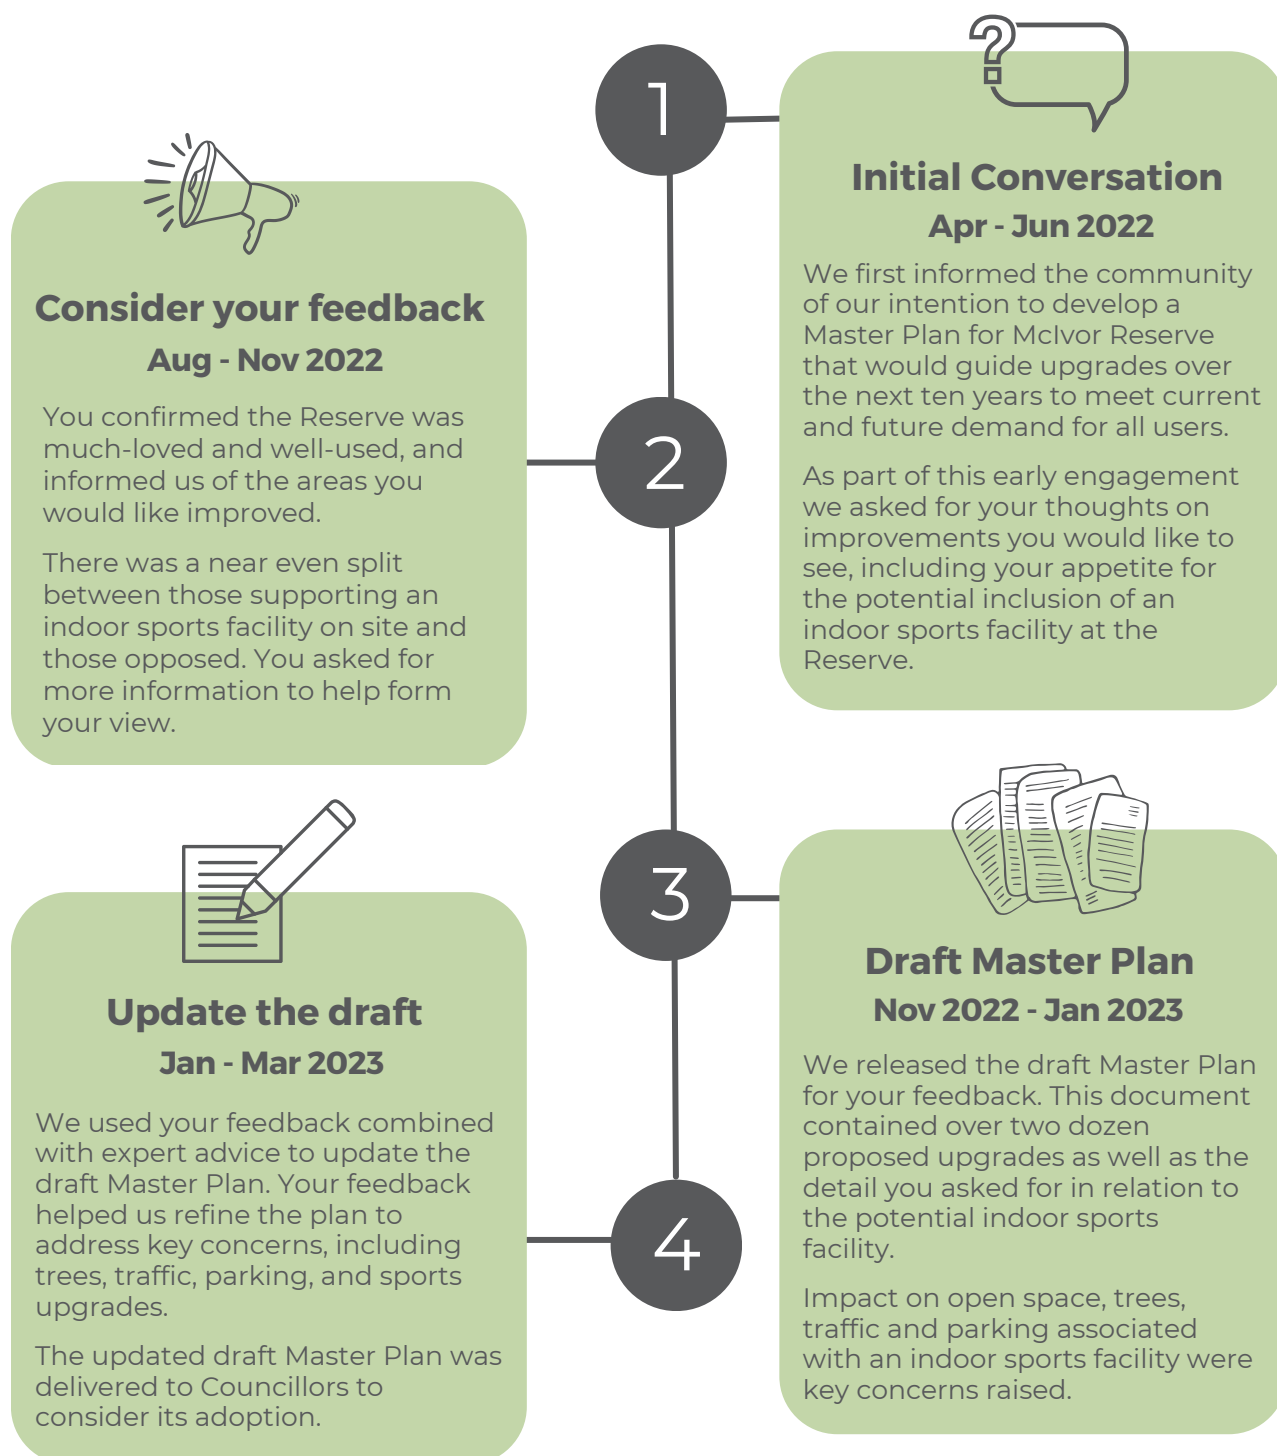 1
?
Initial Conversation
Apr - Jun 2022
We first informed the community
of our intention to develop a
Master Plan for McIvor Reserve
that would guide upgrades over
the next ten years to meet current
and future demand for all users.
As part of this early engagement
we asked for your thoughts on
improvements you would like to
see, including your appetite for
the potential inclusion of an
indoor sports facility at the
Reserve.
2
Consider your feedback
Aug - Nov 2022
You confirmed the Reserve was
much-loved and well-used, and
informed us of the areas you
would like improved.
There was a near even split
between those supporting an
indoor sports facility on site and
those opposed. You asked for
more information to help form
your view.
3
Draft Master Plan
Nov 2022 - Jan 2023
We released the draft Master Plan
for your feedback. This document
contained over two dozen
proposed upgrades as well as the
detail you asked for in relation to
the potential indoor sports
facility.
Impact on open space, trees,
traffic and parking associated
with an indoor sports facility were
key concerns raised.
4
Update the draft
Jan - Mar 2023
We used your feedback combined
with expert advice to update the
draft Master Plan. Your feedback
helped us refine the plan to
address key concerns, including
trees, traffic, parking, and sports
upgrades.
The updated draft Master Plan was
delivered to Councillors to
consider its adoption.